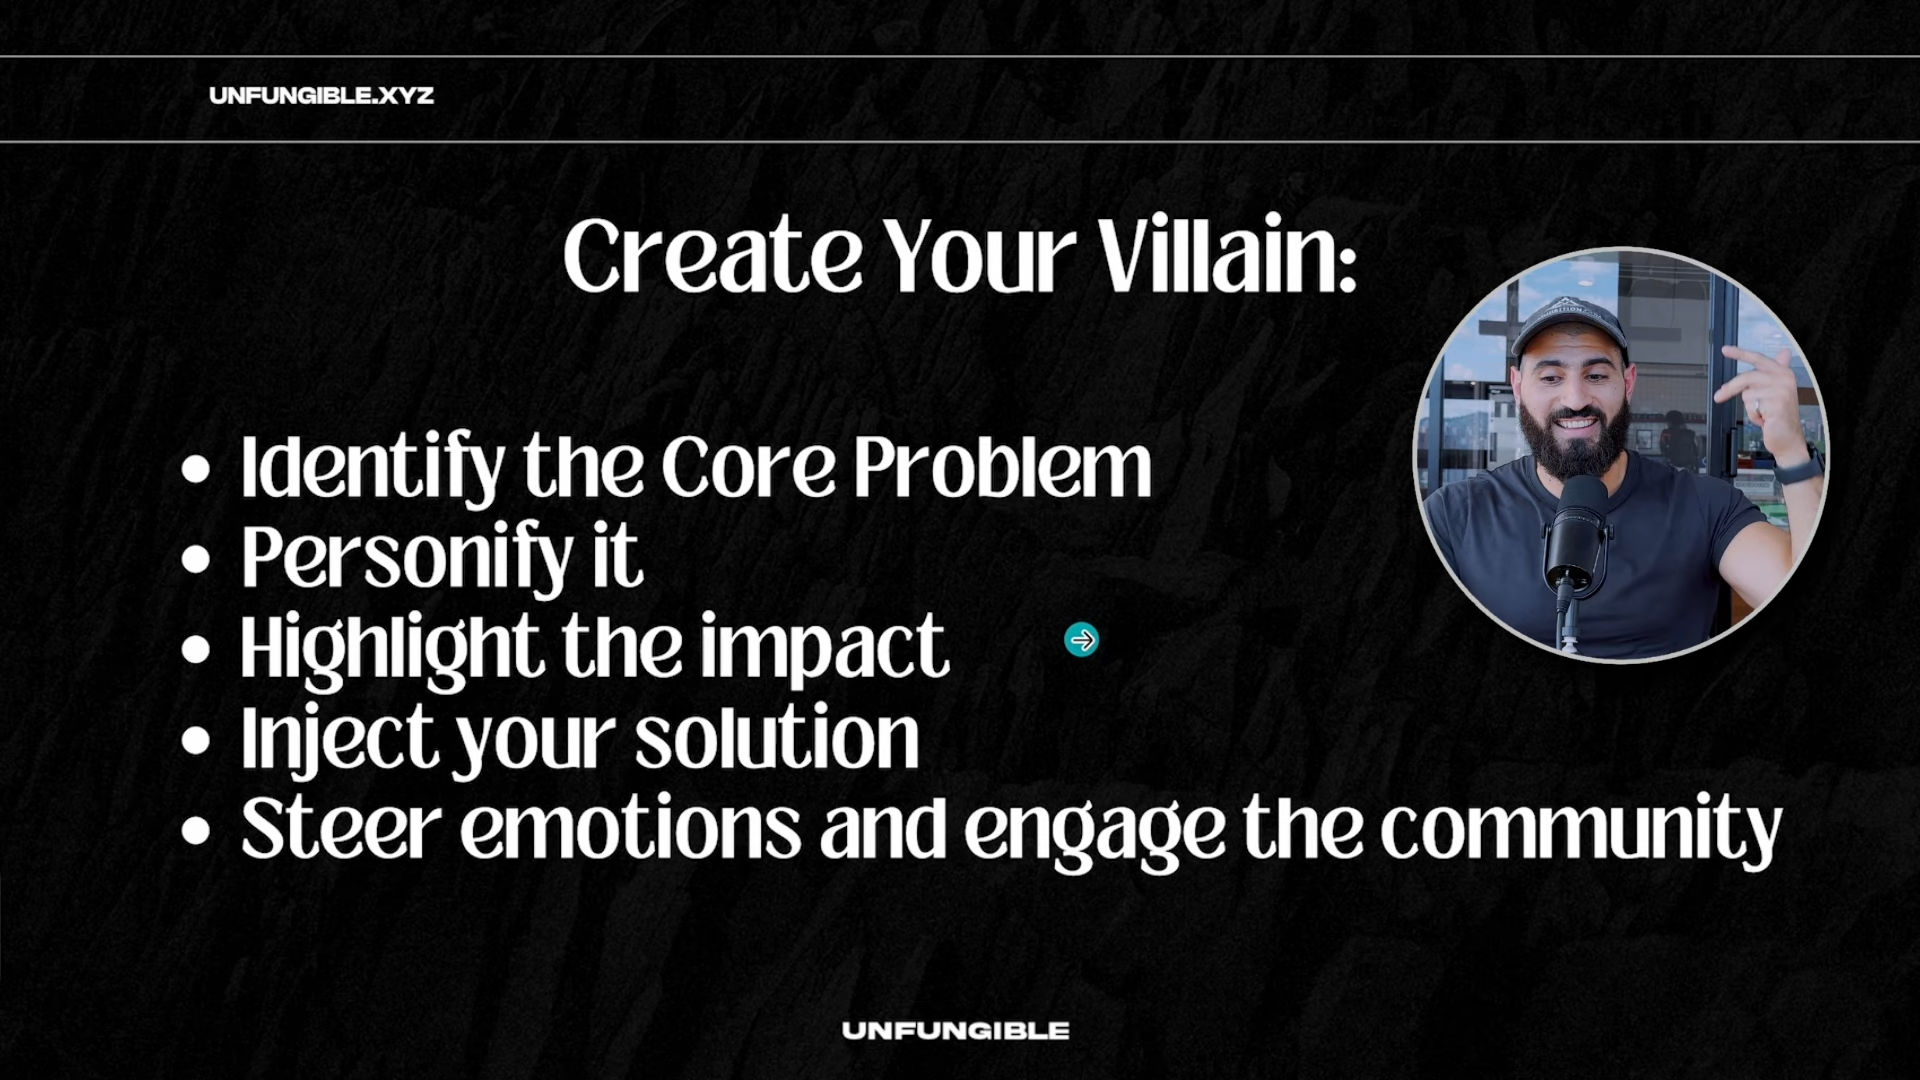 UNFUNGIBLE.XYZ
Create Your Villain:
• Identify the Core Problem
• Personify it
• Highlight the impact
• Inject your solution
• Steer emotions and engage the community
UNFUNGIBLE